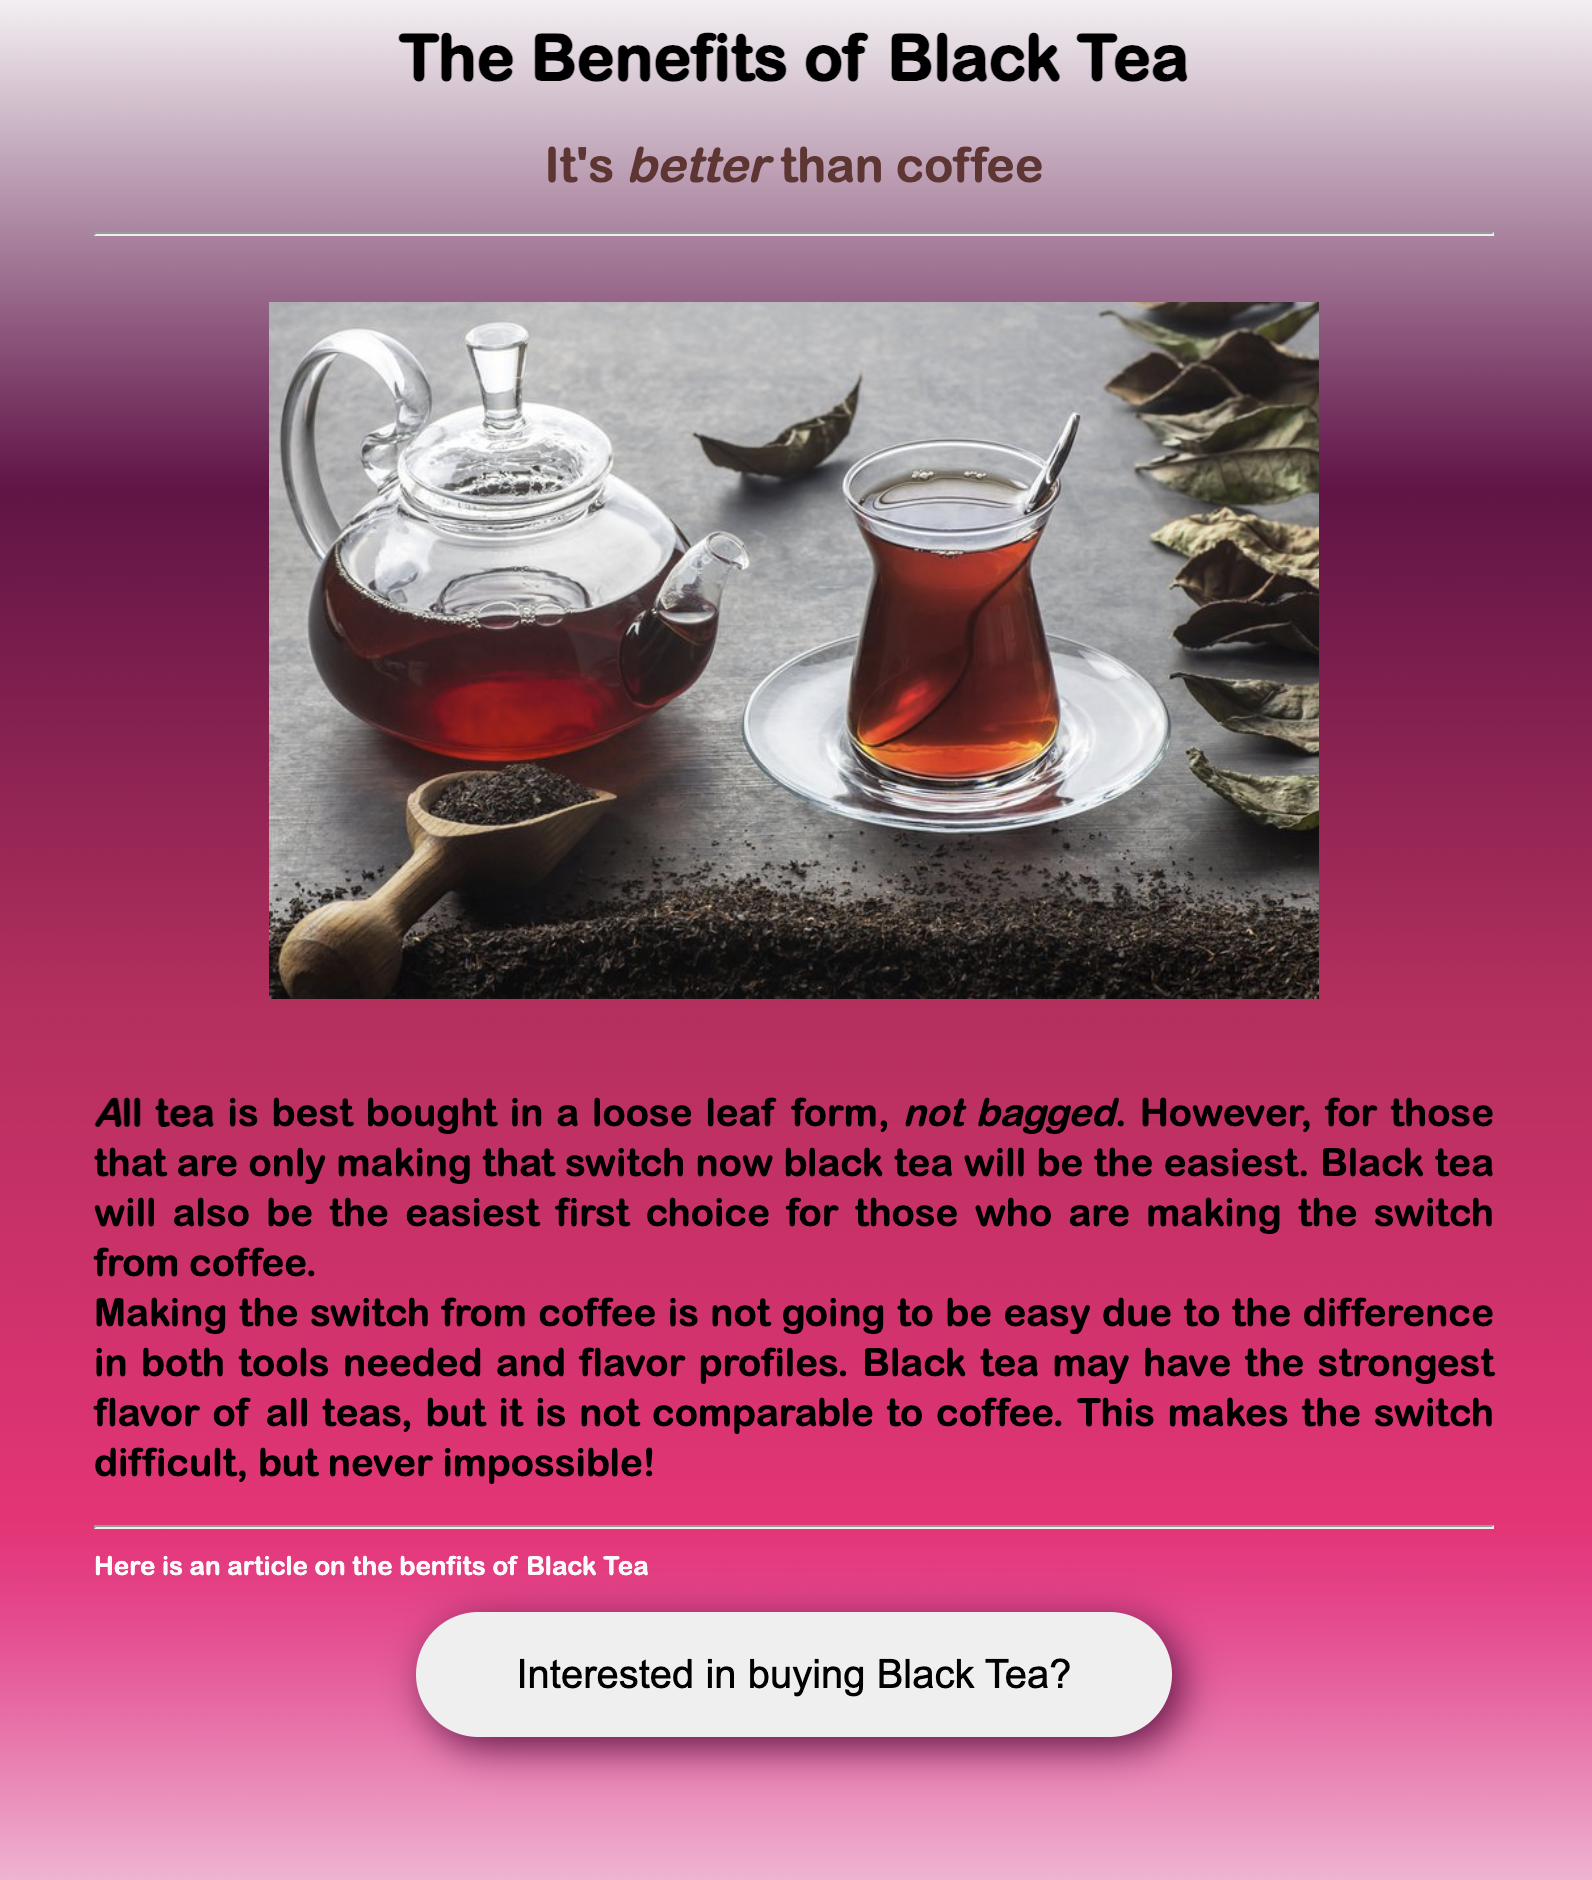 The Benefits of Black Tea
It's better than coffee
All tea is best bought in a loose leaf form, not bagged. However, for those
that are only making that switch now black tea will be the easiest. Black tea
will also be the easiest first choice for those who are making the switch
from coffee.
Making the switch from coffee is not going to be easy due to the difference
in both tools needed and flavor profiles. Black tea may have the strongest
flavor of all teas, but it is not comparable to coffee. This makes the switch
difficult, but never impossible!
Here is an article on the benfits of Black Tea
Interested in buying Black Tea?